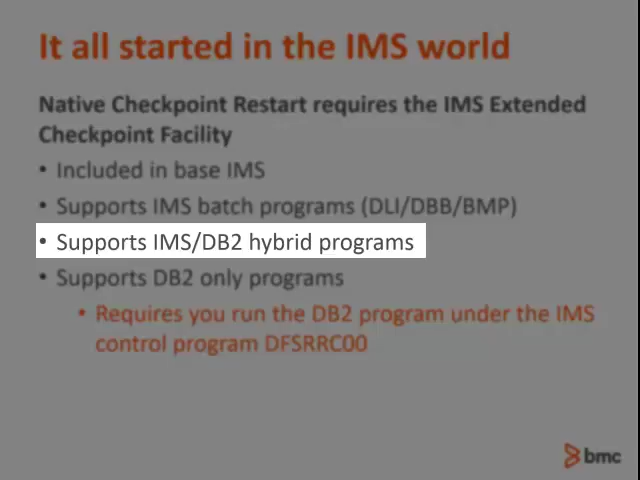 It all started in the IMS world
Native Checkpoint Restart requires the IMS Extended
Checkpoint Facility
• Included in base IMS
• Supports IMS batch programs (DLI/DBB/BMP)
• Supports IMS/DB2 hybrid programs
• Supports DB2 only programs
• Requires you run the DB2 program under the IMS
control program DFSRRC00
bmc